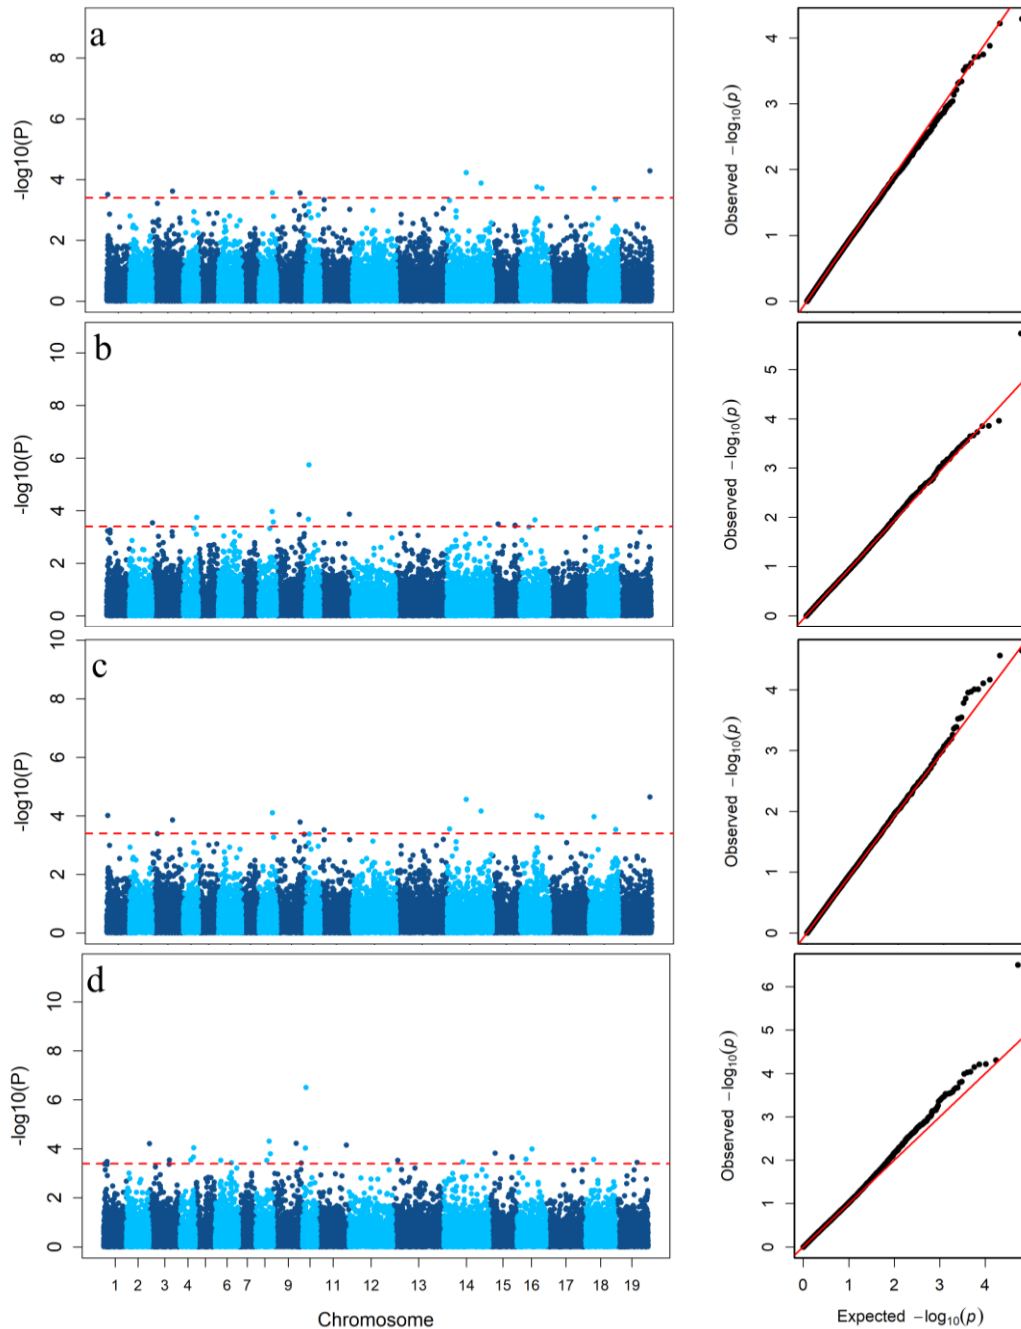 a
-log10(P)
0 2 4 6 8
Observed −log10(p)
0 1 2 3 4
b
-log10(P)
0 2 4 6 8 10
Observed −log10(p)
0 1 2 3 4 5
c
-log10(P)
0 2 4 6 8 10
Observed −log10(p)
0 1 2 3 4
d
-log10(P)
0 2 4 6 8 10
1 2 3 4 6 7 9 11 12 13 14 15 16 17 18 19
Chromosome
Observed −log10(p)
0 1 2 3 4 5 6
0 1 2 3 4
Expected −log10(p)